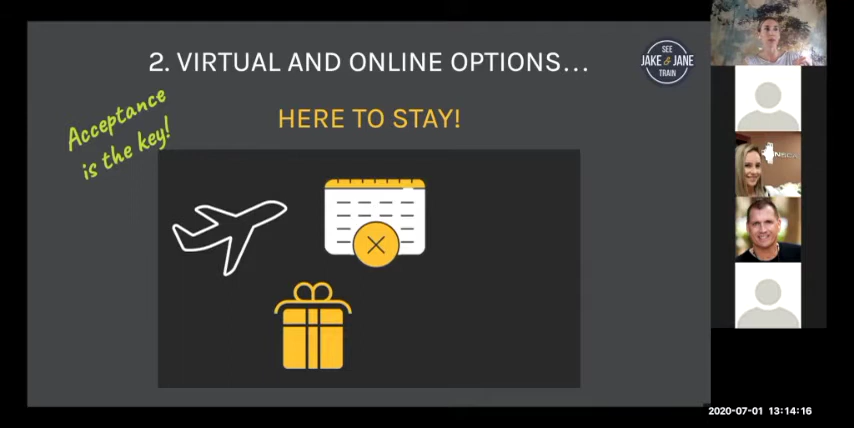 2. VIRTUAL AND ONLINE OPTIONS...
SEE
JAKE & JANE
TRAIN
HERE TO STAY!
Acceptance
is the key!
NSCA
2020-07-01 13:14:16